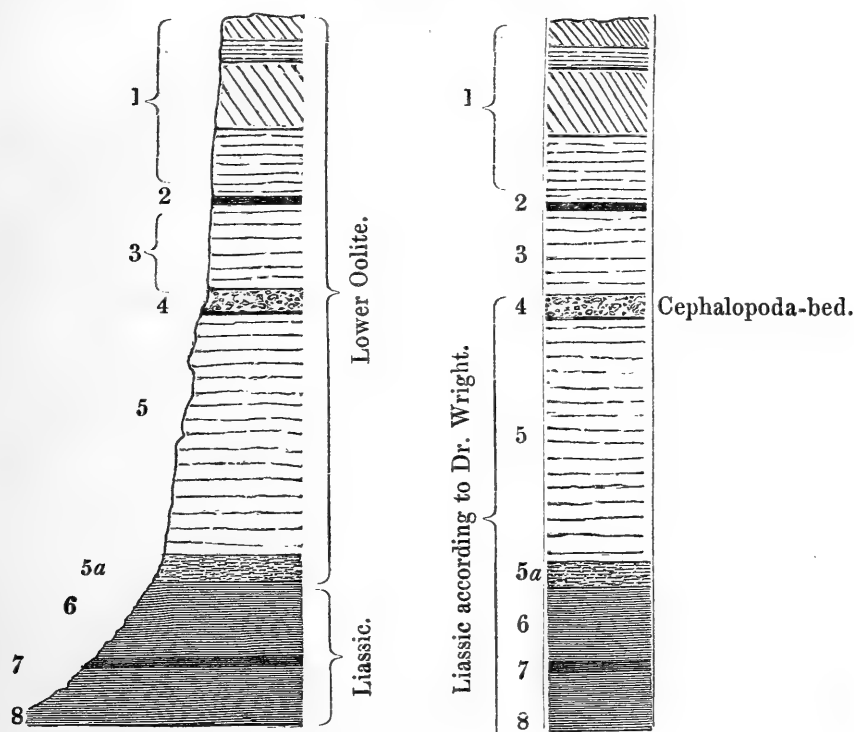 1
2
3
4
5
5a
6
7
8
Lower Oolite.
Liassic.
Liassic according to Dr. Wright.
1
2
3
4
Cephalopoda-bed.
5
5a
6
7
8